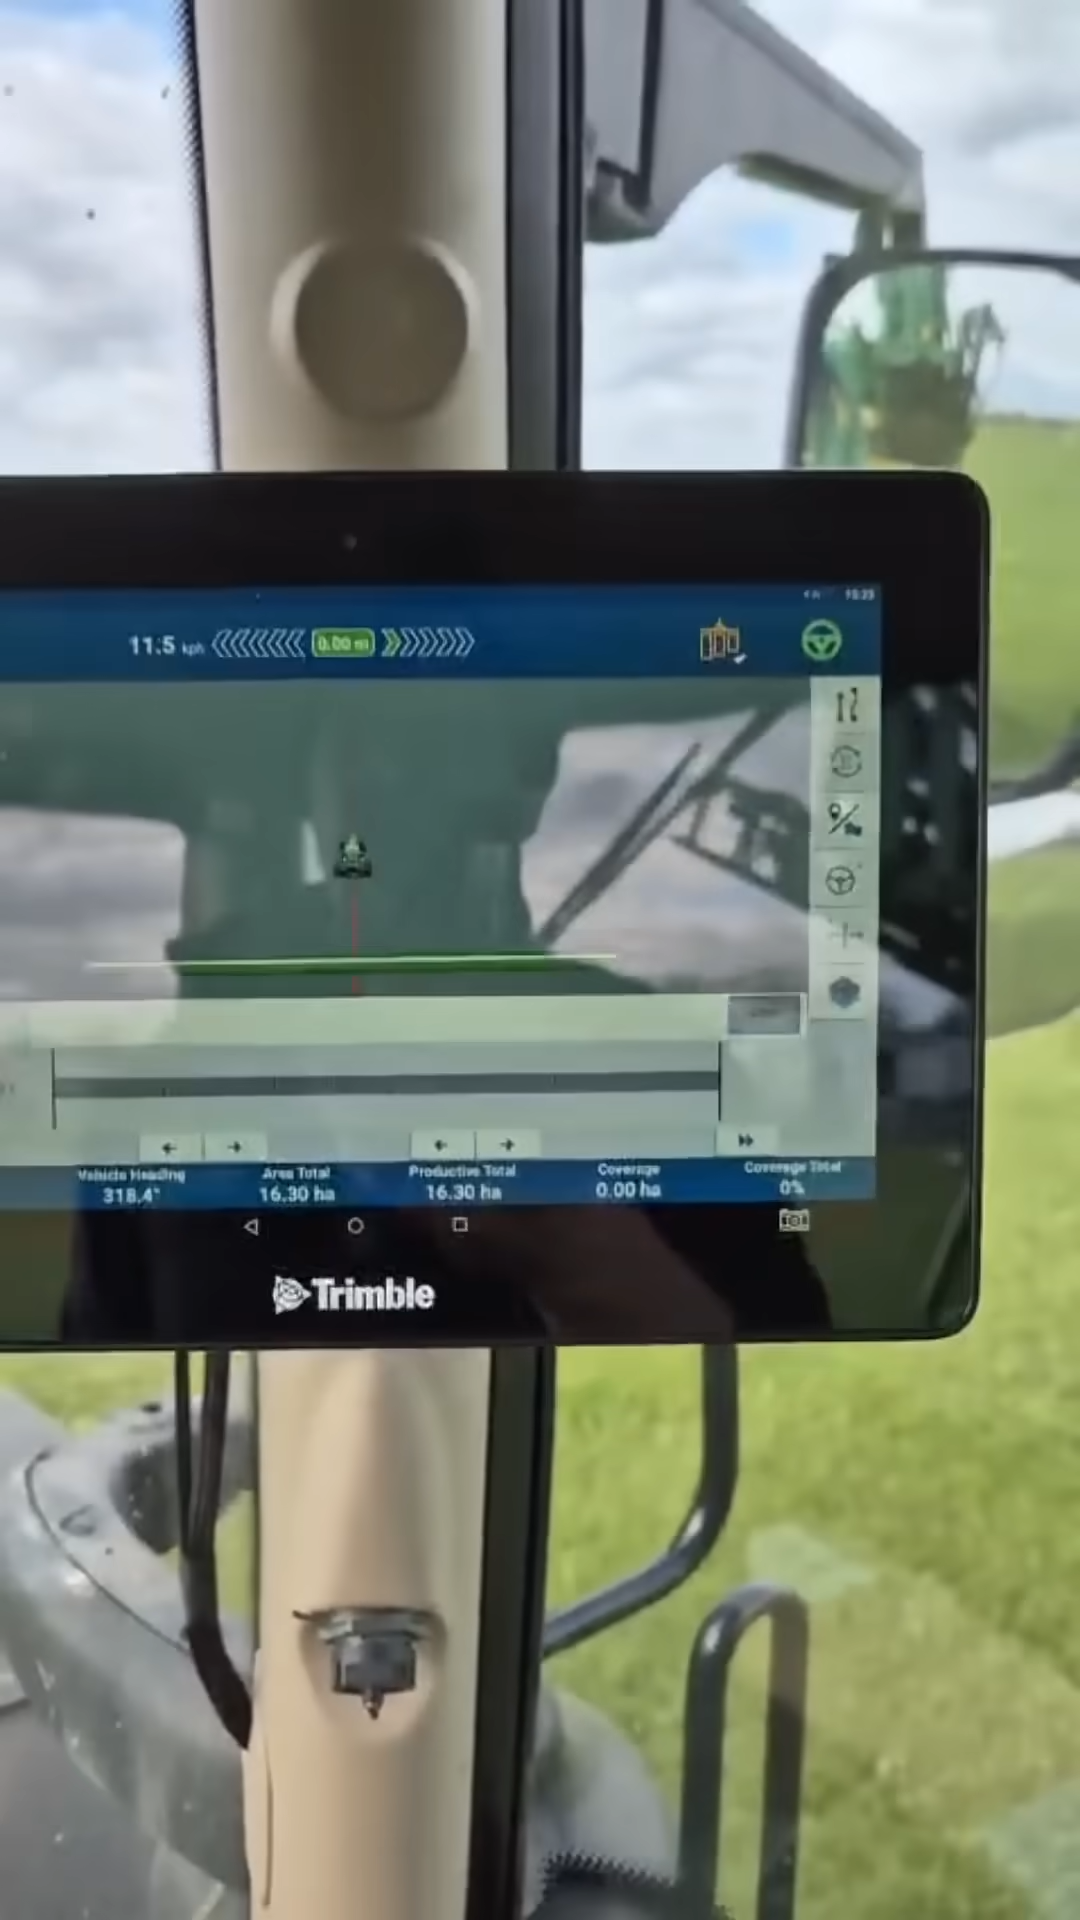 11.5 kph
0.00 m
Vehicle Heading
318.4°
Area Total
16.30 ha
Productive Total
16.30 ha
Coverage
0.00 ha
Coverage Total
0%
Trimble